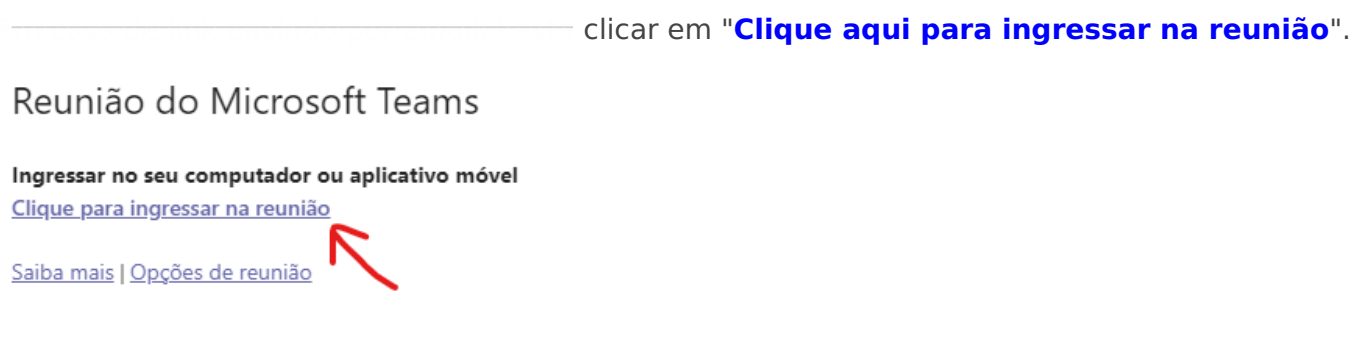 clicar em "Clique aqui para ingressar na reunião".
Reunião do Microsoft Teams
Ingressar no seu computador ou aplicativo móvel
Clique para ingressar na reunião
Saiba mais | Opções de reunião